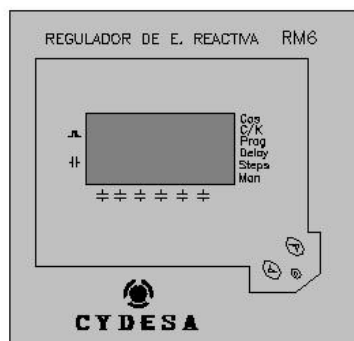 REGULADOR DE E. REACTIVA RM6
Cos
C/K
Prog
Delay
Steps
Man
CYDESA